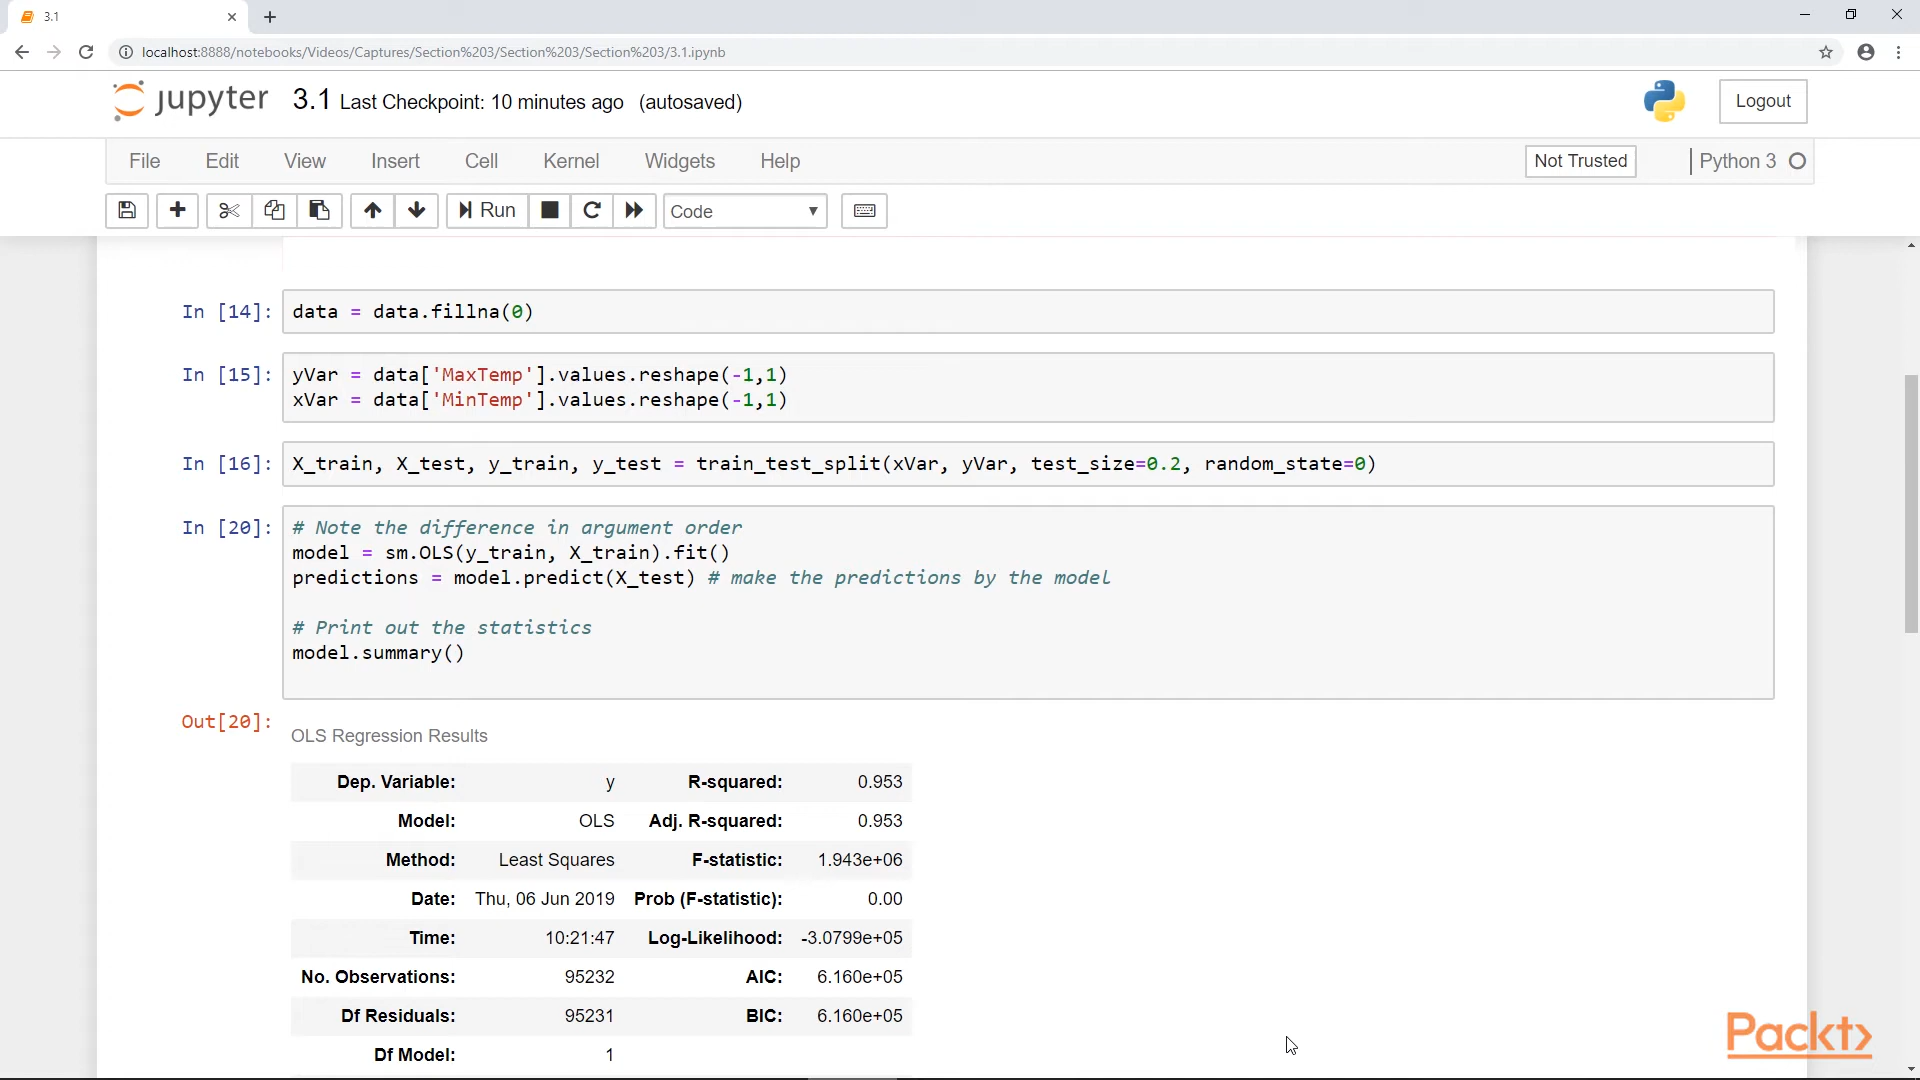 3.1
localhost:8888/notebooks/Videos/Captures/Section%203/Section%203/Section%203/3.1.ipynb
jupyter 3.1 Last Checkpoint: 10 minutes ago (autosaved)
Logout
File Edit View Insert Cell Kernel Widgets Help
Not Trusted
Python 3
Run
Code
In [14]: data = data.fillna(0)
In [15]: yVar = data['MaxTemp'].values.reshape(-1,1)
xVar = data['MinTemp'].values.reshape(-1,1)
In [16]: X_train, X_test, y_train, y_test = train_test_split(xVar, yVar, test_size=0.2, random_state=0)
In [20]: # Note the difference in argument order
model = sm.OLS(y_train, X_train).fit()
predictions = model.predict(X_test) # make the predictions by the model
# Print out the statistics
model.summary()
Out[20]:
OLS Regression Results
Dep. Variable: y R-squared: 0.953
Model: OLS Adj. R-squared: 0.953
Method: Least Squares F-statistic: 1.943e+06
Date: Thu, 06 Jun 2019 Prob (F-statistic): 0.00
Time: 10:21:47 Log-Likelihood: -3.0799e+05
No. Observations: 95232 AIC: 6.160e+05
Df Residuals: 95231 BIC: 6.160e+05
Df Model: 1
Packt>